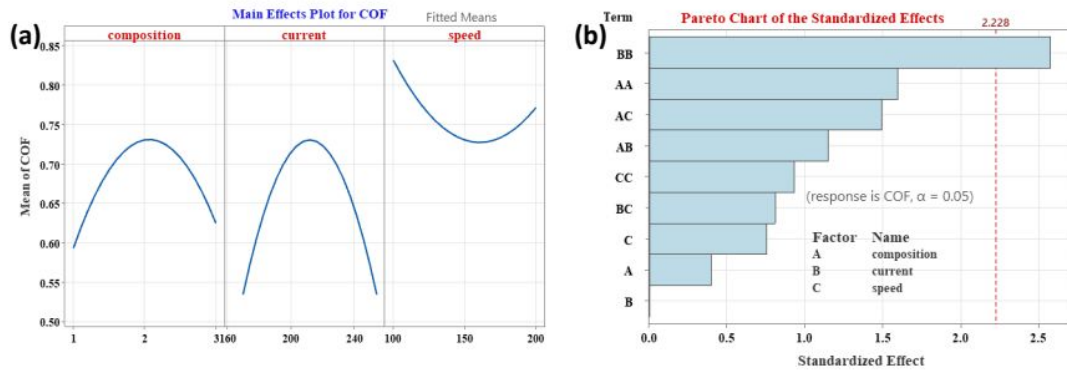 (a)
Main Effects Plot for COF
Fitted Means
composition current speed
Mean of COF
0.85
0.80
0.75
0.70
0.65
0.60
0.55
0.50
1 2 3 160 200 240 100 150 200
(b)
Term
Pareto Chart of the Standardized Effects
2.228
BB
AA
AC
AB
CC
BC
C
A
B
(response is COF, α = 0.05)
Factor Name
A composition
B current
C speed
0.0 0.5 1.0 1.5 2.0 2.5
Standardized Effect